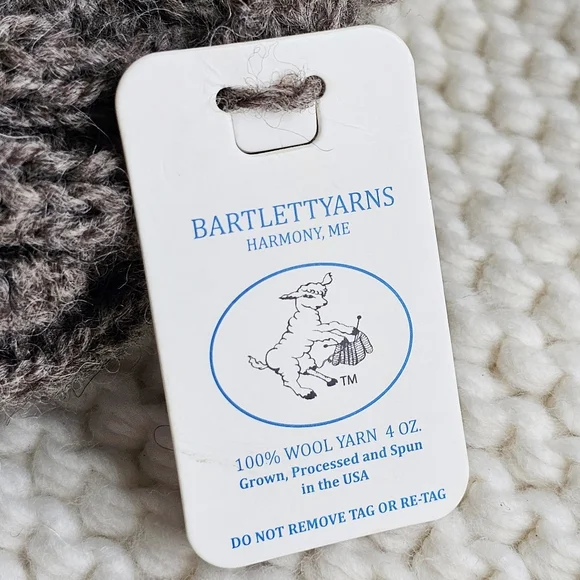 BARTLETTYARNS
HARMONY, ME
TM
100% WOOL YARN 4 OZ.
Grown, Processed and Spun
in the USA
DO NOT REMOVE TAG OR RE-TAG